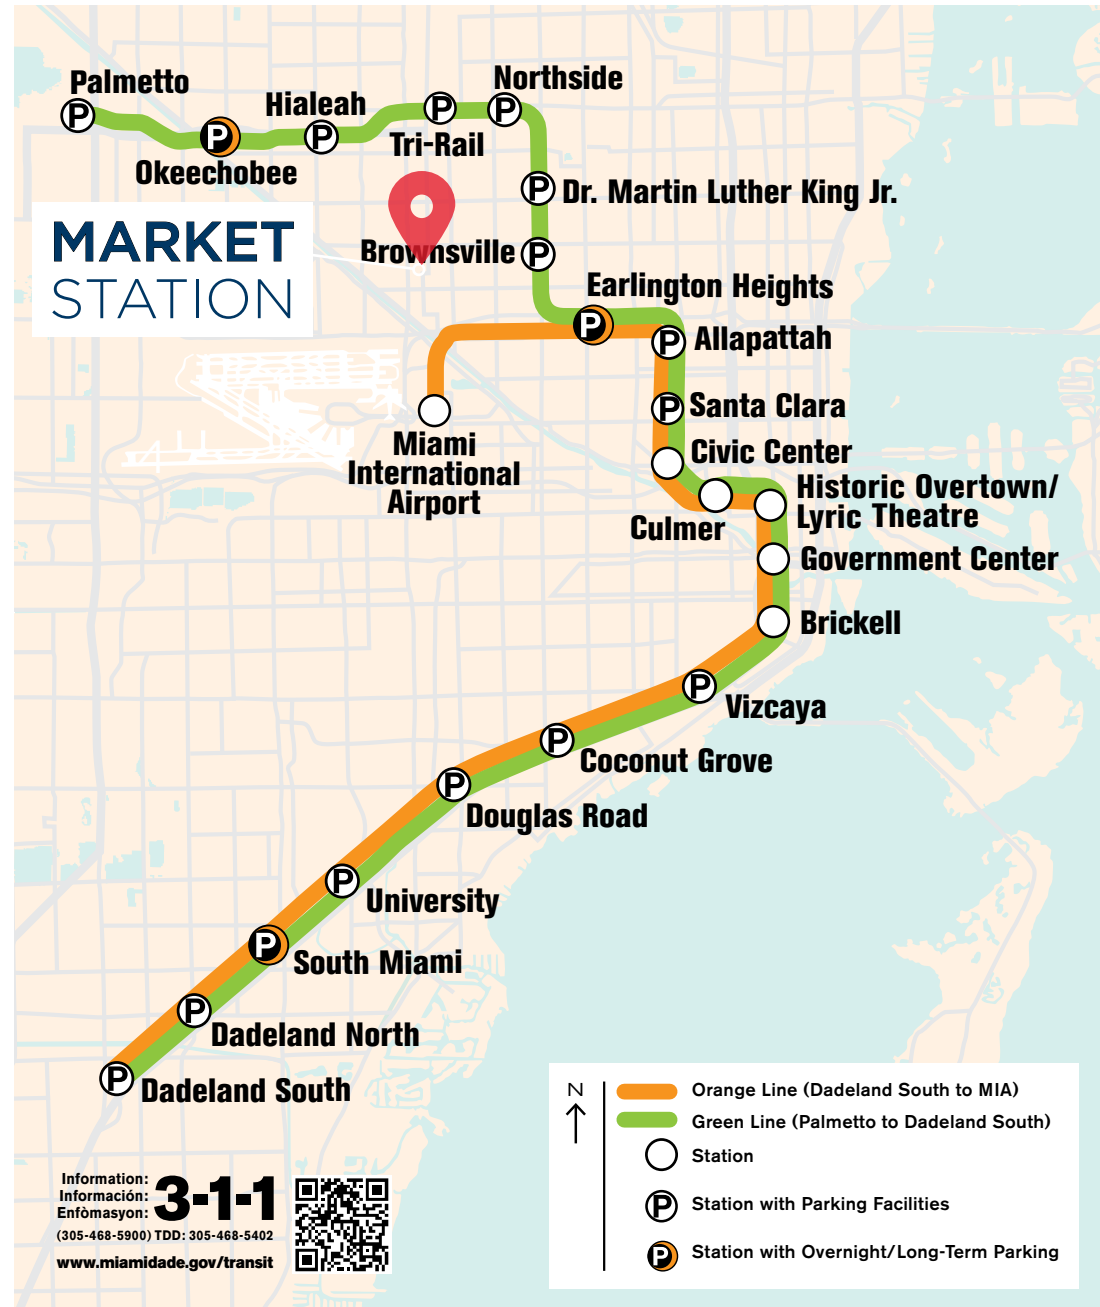 Palmetto
Northside
Hialeah
P
P
P
P
P
Tri-Rail
Okeechobee
P
Dr. Martin Luther King Jr.
MARKET
STATION
Brownsville
P
Earlington Heights
P
P
Allapattah
P
Santa Clara
Miami
International
Airport
Civic Center
Historic Overtown/
Lyric Theatre
Culmer
Government Center
Brickell
P
Vizcaya
P
Coconut Grove
P
Douglas Road
P
University
P
South Miami
P
Dadeland North
P
Dadeland South
N
Orange Line (Dadeland South to MIA)
Green Line (Palmetto to Dadeland South)
Station
P
Station with Parking Facilities
P
Station with Overnight/Long-Term Parking
Information:
Información:
Enfòmasyon:
3-1-1
(305-468-5900) TDD: 305-468-5402
www.miamidade.gov/transit